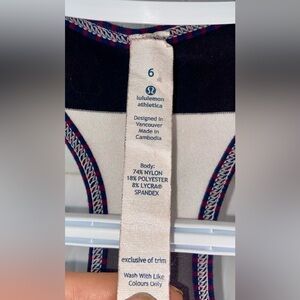 6
lululemon
athletica
Designed in
Vancouver
Made in
Cambodia
Body:
74% NYLON
18% POLYESTER
8% LYCRA®
SPANDEX
exclusive of trim
Wash With Like
Colours Only